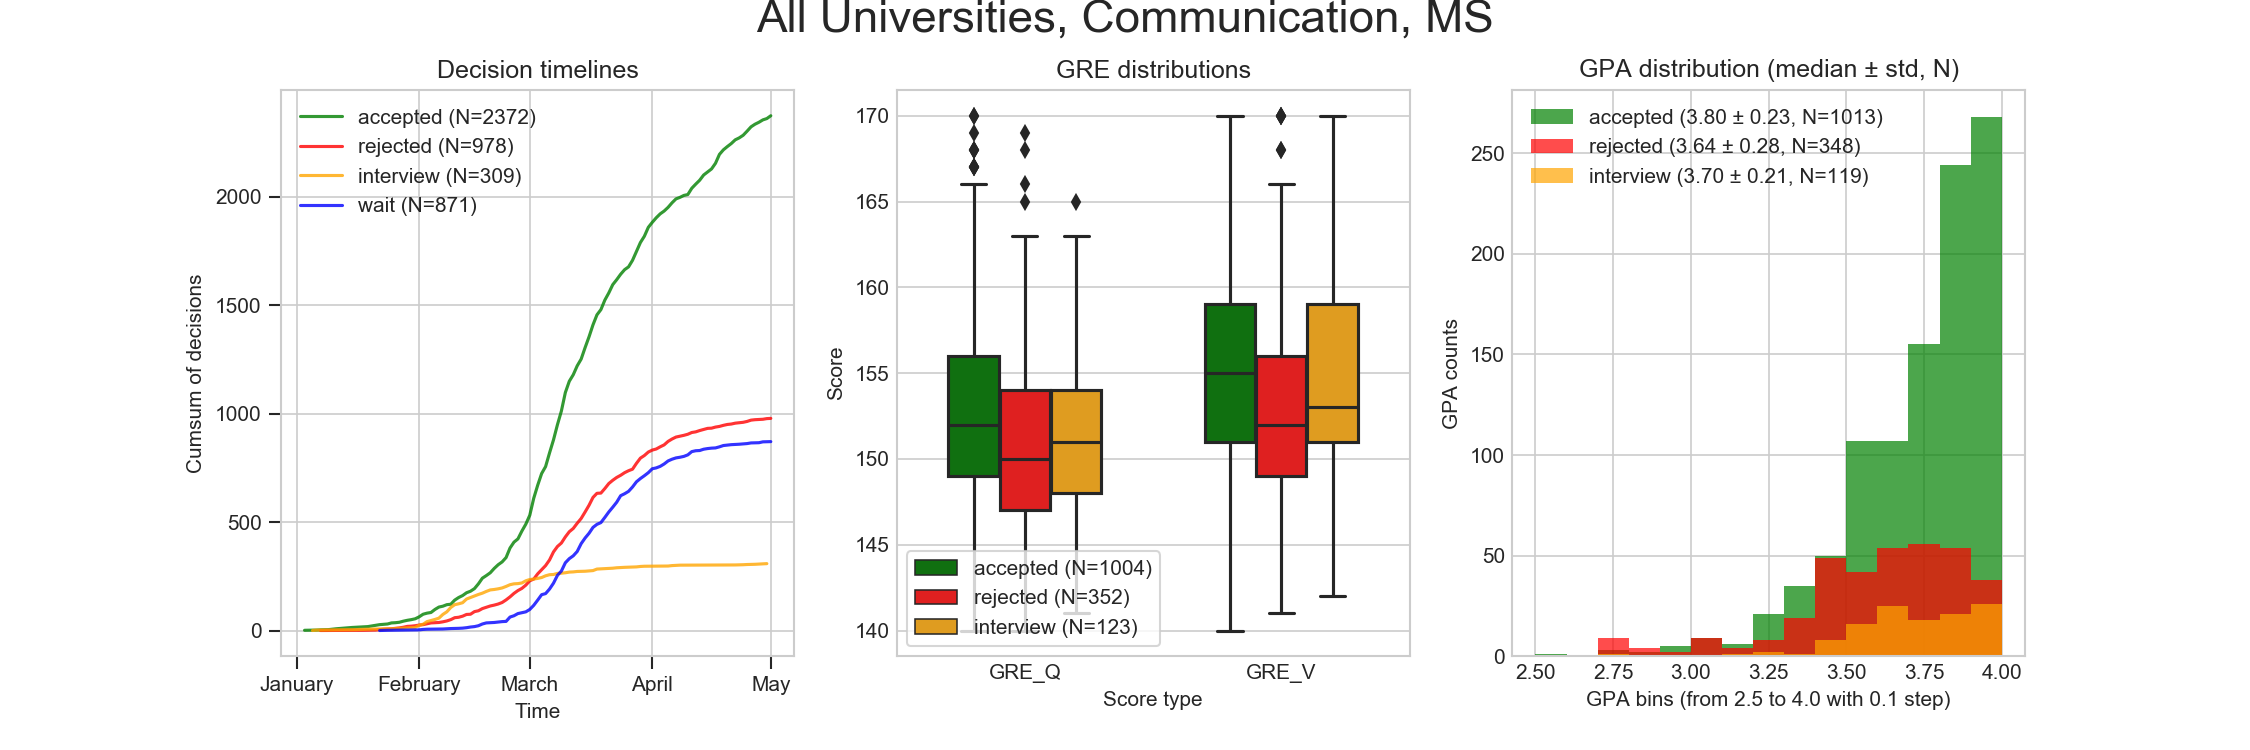 All Universities, Communication, MS
Decision timelines
accepted (N=2372)
rejected (N=978)
interview (N=309)
wait (N=871)
Cumsum of decisions
2000
1500
1000
500
0
January February March April May
Time
GRE distributions
Score
170
165
160
155
150
145
140
accepted (N=1004)
rejected (N=352)
interview (N=123)
GRE_Q GRE_V
Score type
GPA distribution (median ± std, N)
accepted (3.80 ± 0.23, N=1013)
rejected (3.64 ± 0.28, N=348)
interview (3.70 ± 0.21, N=119)
GPA counts
250
200
150
100
50
0
2.50 2.75 3.00 3.25 3.50 3.75 4.00
GPA bins (from 2.5 to 4.0 with 0.1 step)